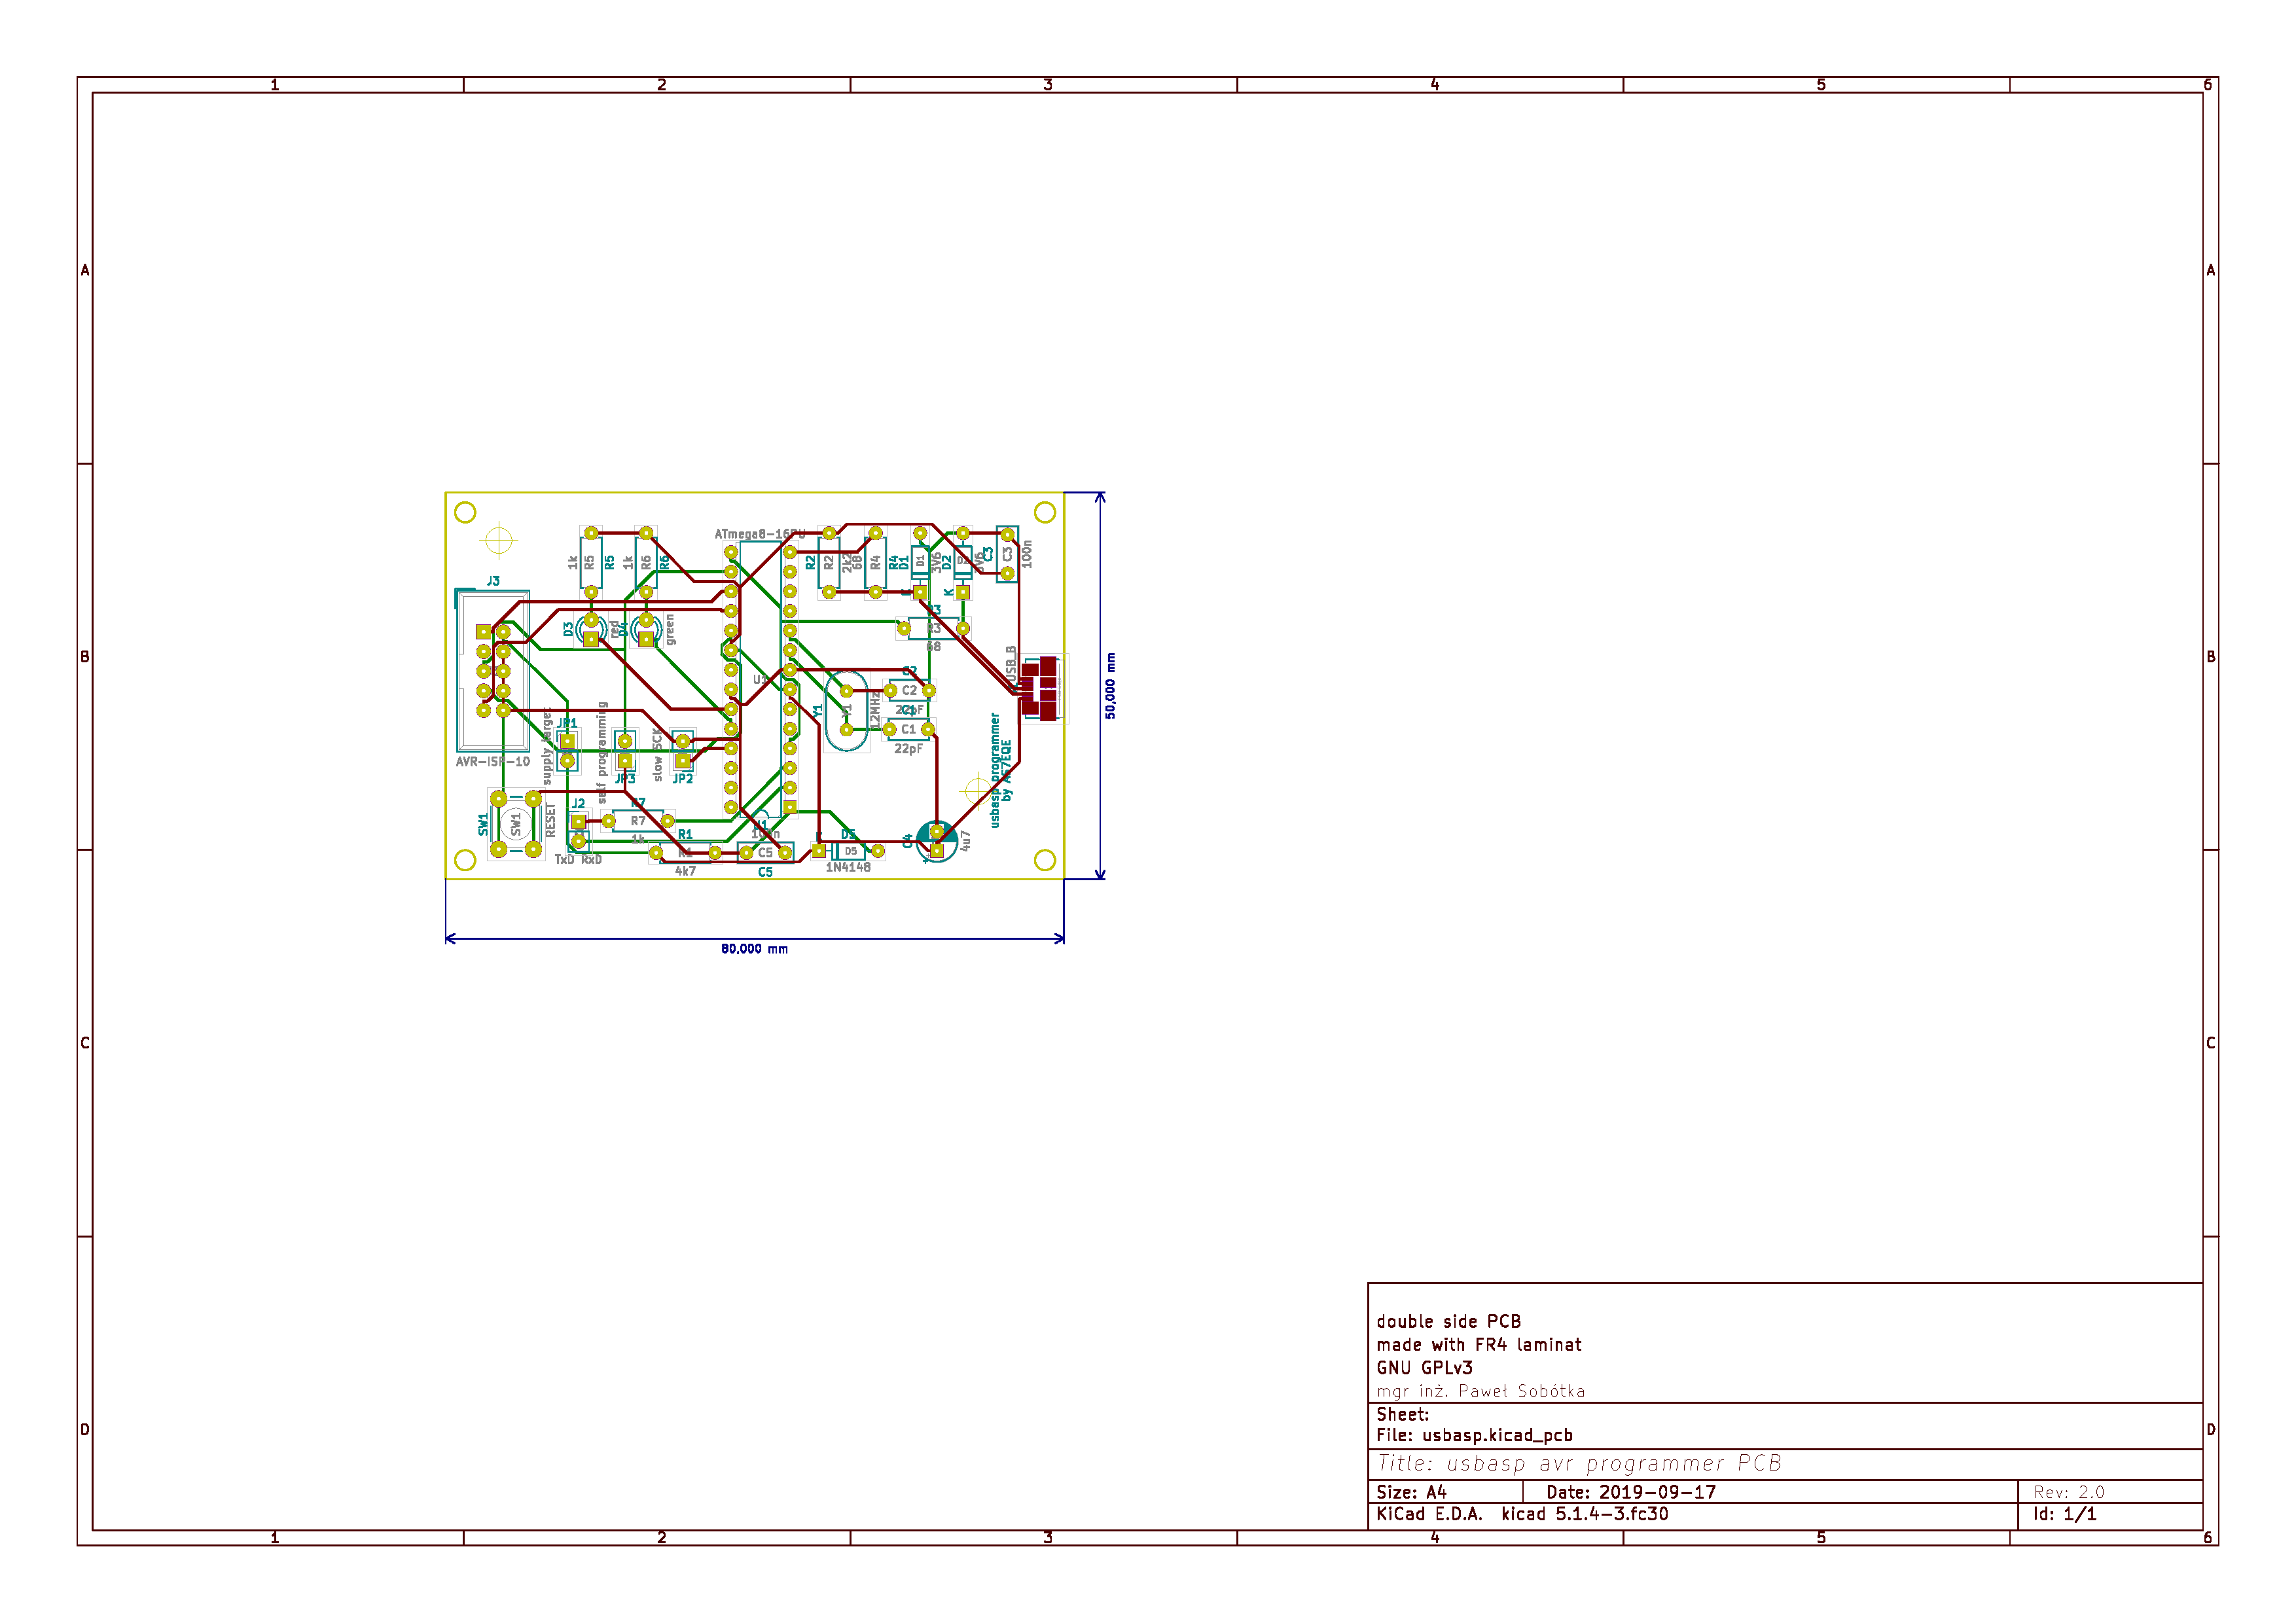 1 2 3 4 5 6
A A
ATmega8-16PU
1k R5 R5
1k R6 R6
R2 R2 2k2
68 R4 R4
D1 D1 3V6
D2
C3 C3 100n
K
J3
R3
R3
68
D3 red
green
USB_B
B B
50,000 mm
U1
C2
C2
C1
C1
22pF
Y1 Y1 12MHz
AVR-ISP-10
JP1
supply target
self programming
JP3
slow SCK
JP2
usbasp programmer
SW1 SW1 RESET
J2
TxD RxD
R7
R7
1k
R1
R1
4k7
100n
C5
C5
D5
D5
1N4148
C4 4u7
80,000 mm
C C
double side PCB
made with FR4 laminat
GNU GPLv3
mgr inż. Paweł Sobótka
Sheet:
File: usbasp.kicad_pcb
D D
Title: usbasp avr programmer PCB
Size: A4 Date: 2019-09-17 Rev: 2.0
KiCad E.D.A. kicad 5.1.4-3.fc30 Id: 1/1
1 2 3 4 5 6